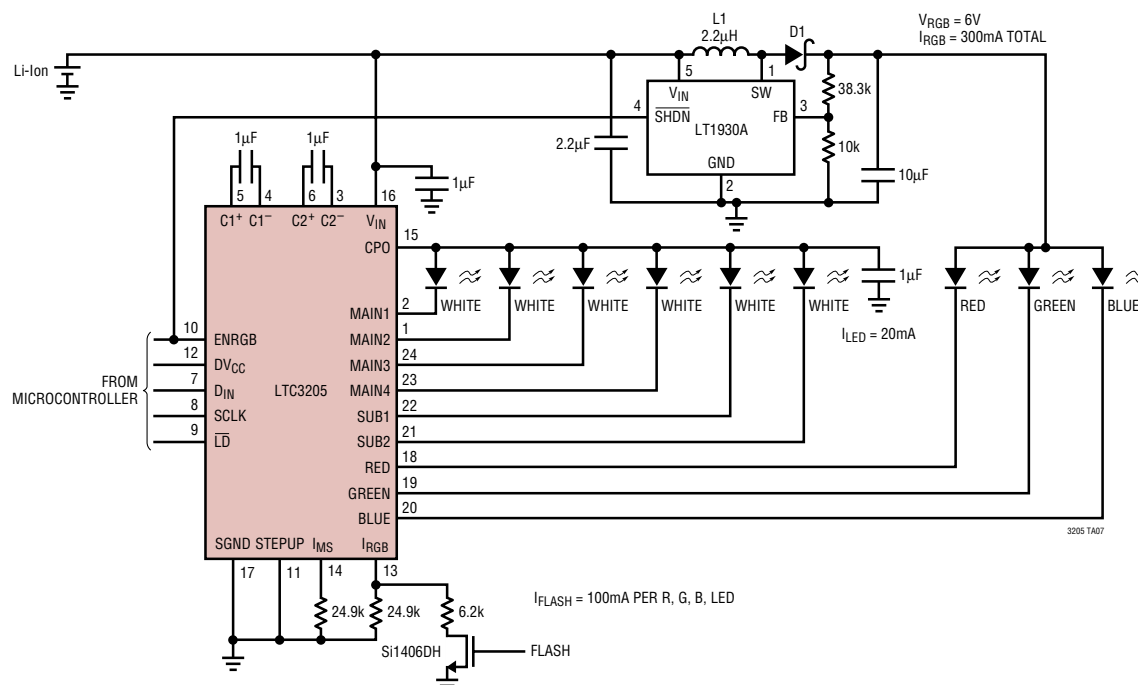 L1
2.2µH
D1
VRGB = 6V
IRGB = 300mA TOTAL
Li-Ion
5
1
VIN
SW
38.3k
4
SHDN
FB
3
LT1930A
2.2µF
10k
GND
2
10µF
1µF
1µF
1µF
5
4
6
3
16
C1+
C1−
C2+
C2−
VIN
CPO
15
1µF
WHITE
WHITE
WHITE
WHITE
WHITE
WHITE
RED
GREEN
BLUE
ILED = 20mA
MAIN1
2
MAIN2
1
MAIN3
24
MAIN4
23
SUB1
22
SUB2
21
RED
18
GREEN
19
BLUE
20
FROM
MICROCONTROLLER
10
ENRGB
12
DVCC
7
DIN
8
SCLK
9
LD
LTC3205
3205 TA07
SGND
STEPUP
IMS
IRGB
17
11
14
13
24.9k
24.9k
6.2k
IFLASH = 100mA PER R, G, B, LED
Si1406DH
FLASH